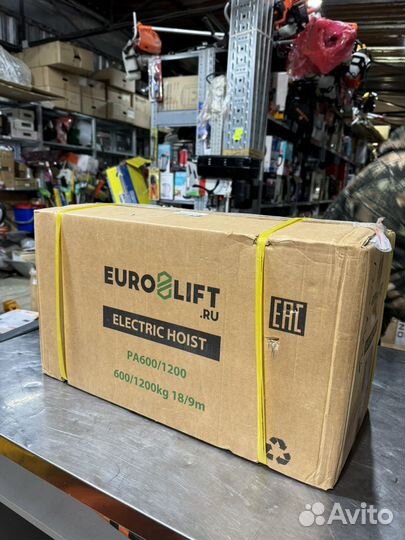 EURO LIFT
.RU
ELECTRIC HOIST
PA600/1200
600/1200kg 18/9m
EAC
Avito